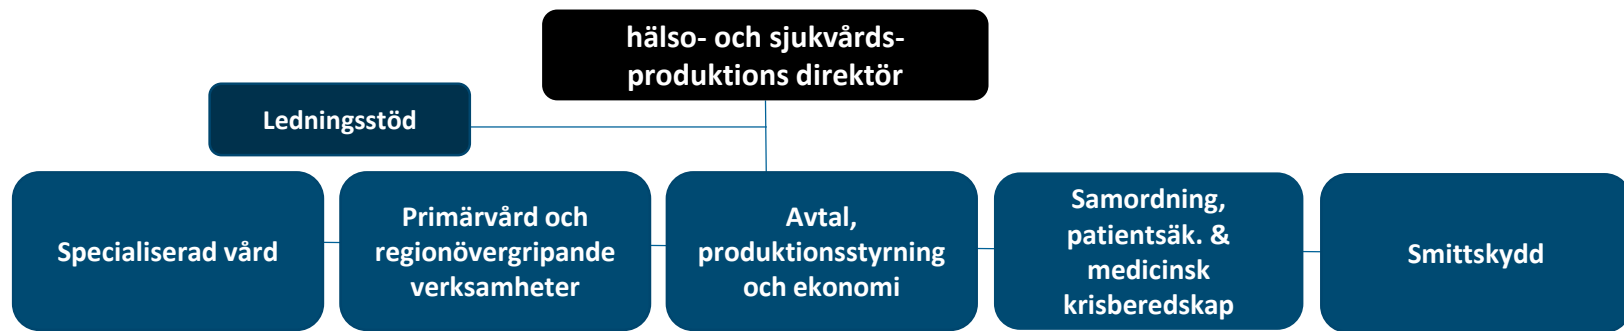 hälso- och sjukvårds-
produktions direktör
Ledningsstöd
Specialiserad vård
Primärvård och
regionövergripande
verksamheter
Avtal,
produktionsstyrning
och ekonomi
Samordning,
patientsäk. &
medicinsk
krisberedskap
Smittskydd